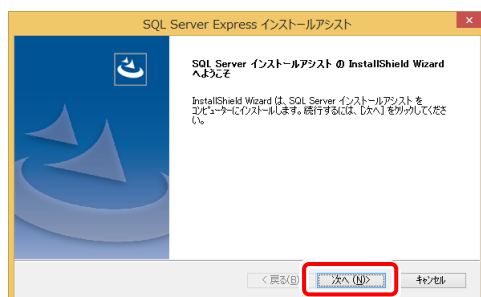 SQL Server Express インストールアシスト
SQL Server インストールアシスト の InstallShield Wizard
へようこそ
InstallShield Wizard は、SQL Server インストールアシスト を
コンピューターにインストールします。続行するには、[次へ] をクリックしてくださ
い。
< 戻る(B)
次へ (N)>
キャンセル